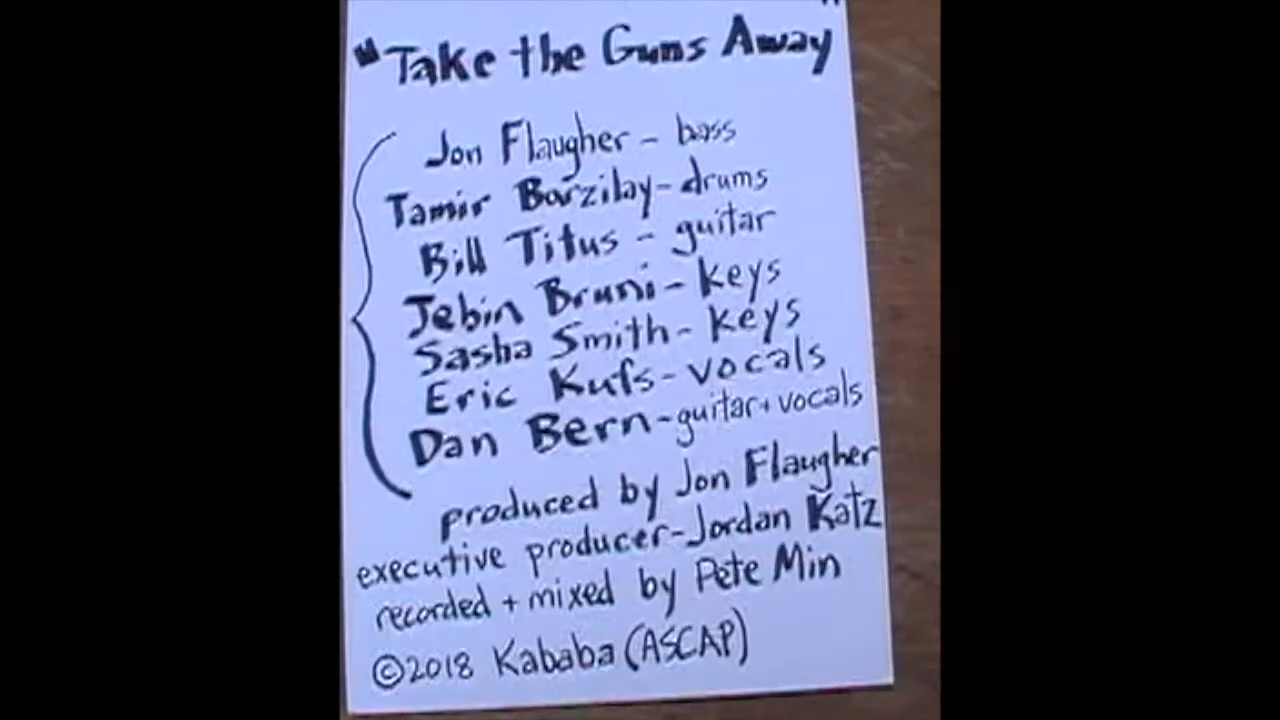 "Take the Guns Away"
Jon Flaugher - bass
Tamir Barzilay - drums
Bill Titus - guitar
Jebin Bruni - keys
Sasha Smith - keys
Eric Kufs - vocals
Dan Bern - guitar + vocals
produced by Jon Flaugher
executive producer - Jordan Katz
recorded + mixed by Pete Min
©2018 Kababa (ASCAP)